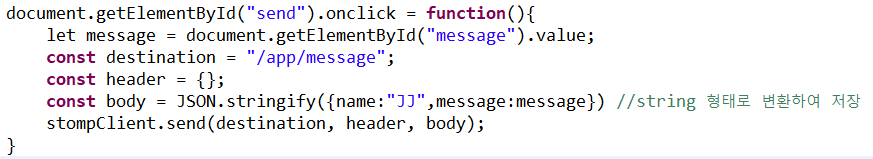 document.getElementById("send").onclick = function(){
    let message = document.getElementById("message").value;
    const destination = "/app/message";
    const header = {};
    const body = JSON.stringify({name:"JJ",message:message}) //string 형태로 변환하여 저장
    stompClient.send(destination, header, body);
}